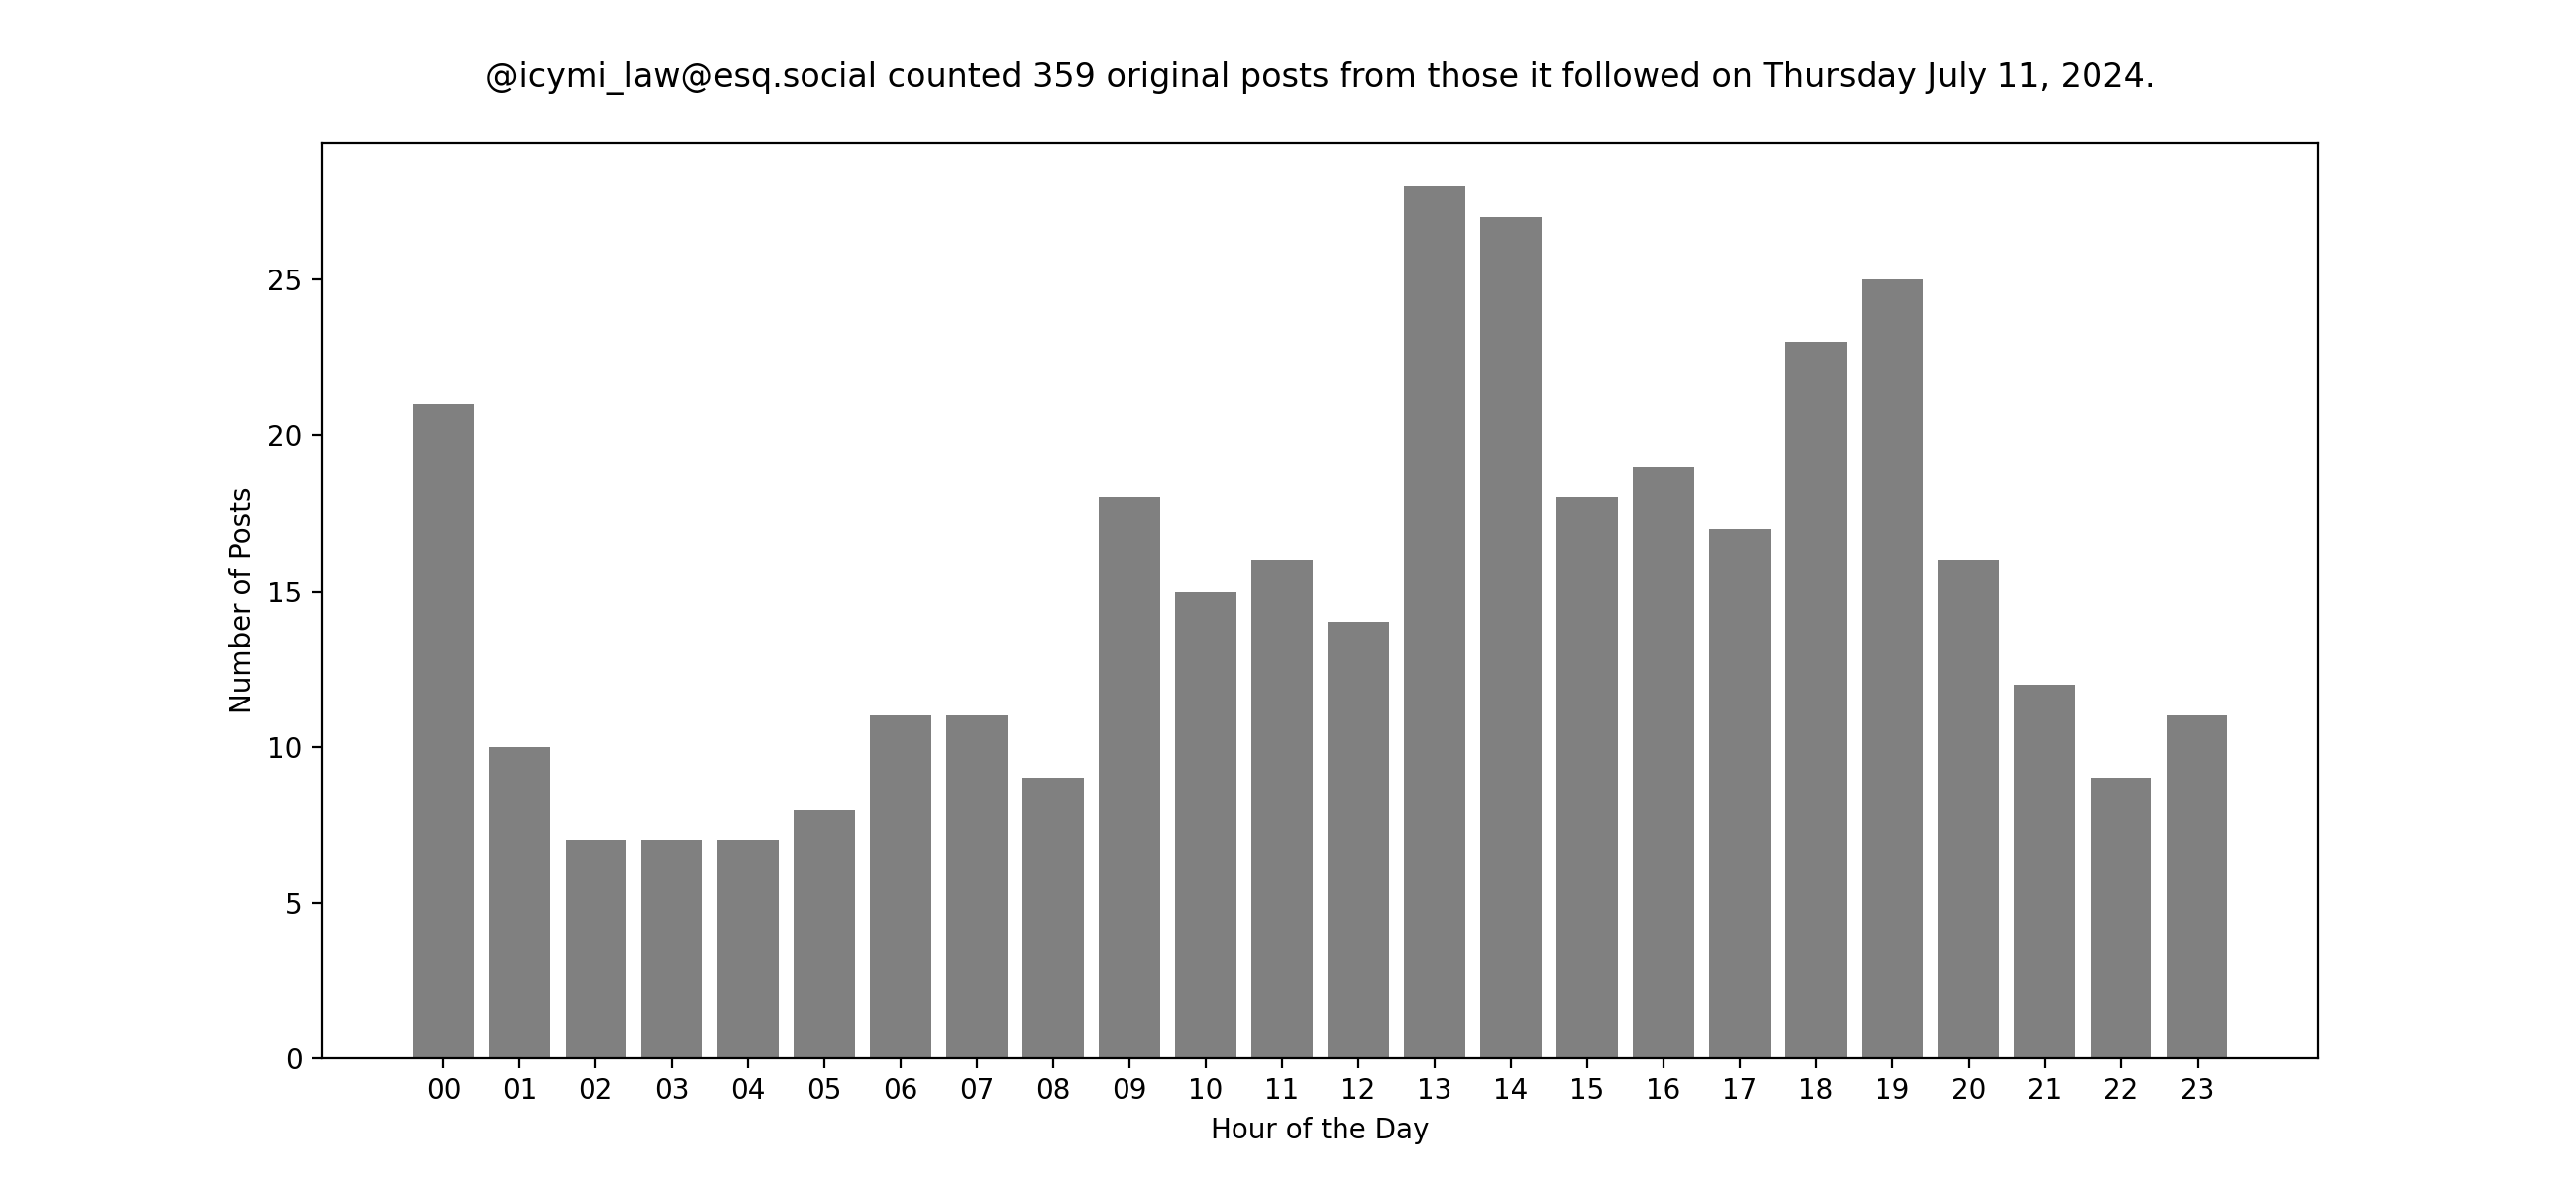 @icymi_law@esq.social counted 359 original posts from those it followed on Thursday July 11, 2024.
25
20
15
10
5
0
Number of Posts
00 01 02 03 04 05 06 07 08 09 10 11 12 13 14 15 16 17 18 19 20 21 22 23
Hour of the Day